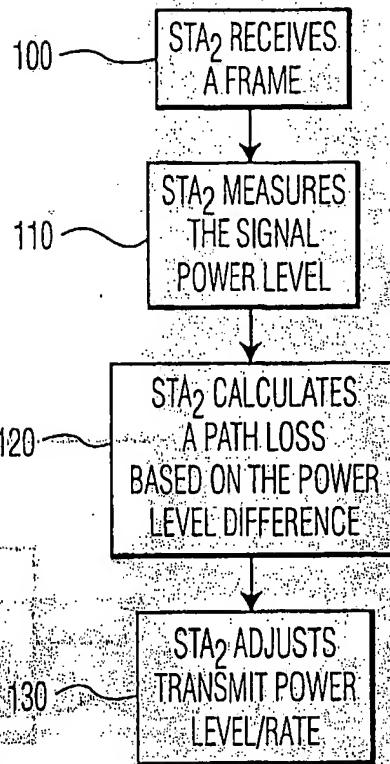 100
STA₂ RECEIVES
A FRAME
110
STA₂ MEASURES
THE SIGNAL
POWER LEVEL
120
STA₂ CALCULATES
A PATH LOSS
BASED ON THE POWER
LEVEL DIFFERENCE
130
STA₂ ADJUSTS
TRANSMIT POWER
LEVEL/RATE